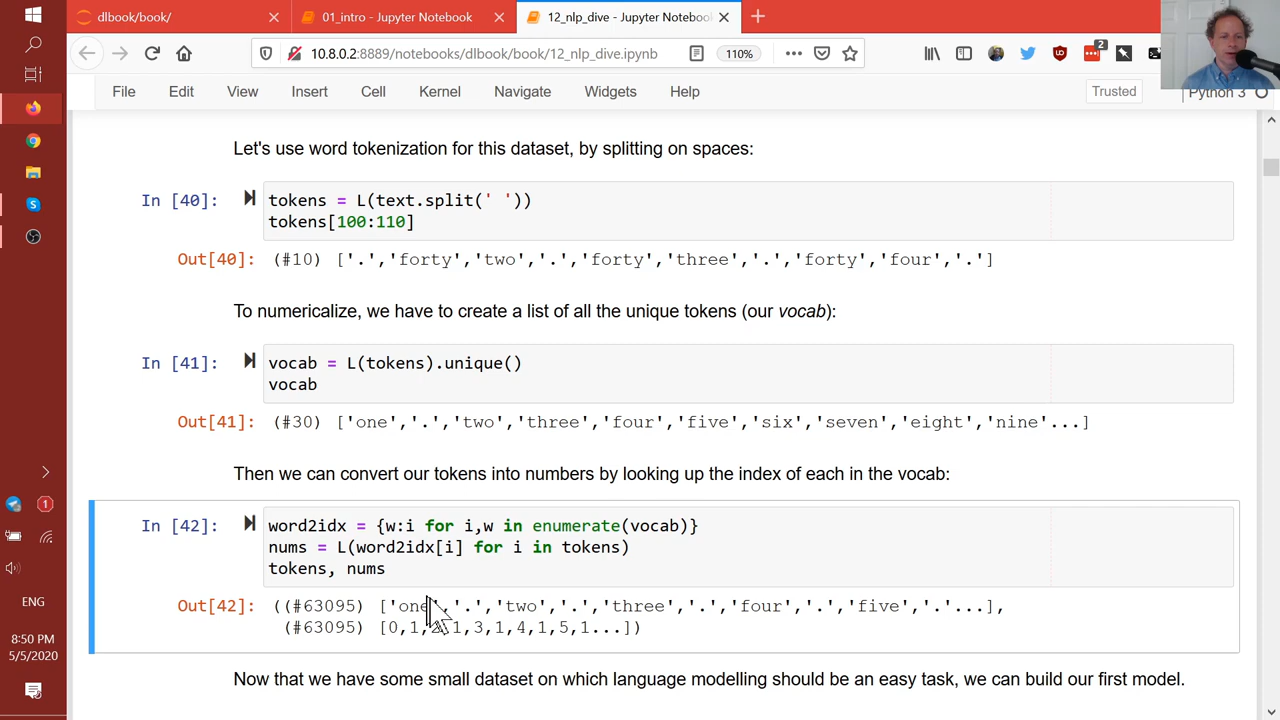 dlbook/book/
01_intro - Jupyter Notebook
12_nlp_dive - Jupyter Notebook
10.8.0.2:8889/notebooks/dlbook/book/12_nlp_dive.ipynb
110%
2
File Edit View Insert Cell Kernel Navigate Widgets Help
Trusted
Python 3
Let's use word tokenization for this dataset, by splitting on spaces:
In [40]: tokens = L(text.split(' '))
tokens[100:110]
Out[40]: (#10) ['.','forty','two','.','forty','three','.','forty','four','.']
To numericalize, we have to create a list of all the unique tokens (our vocab):
In [41]: vocab = L(tokens).unique()
vocab
Out[41]: (#30) ['one','.','two','three','four','five','six','seven','eight','nine'...]
Then we can convert our tokens into numbers by looking up the index of each in the vocab:
In [42]: word2idx = {w:i for i,w in enumerate(vocab)}
nums = L(word2idx[i] for i in tokens)
tokens, nums
Out[42]: ((#63095) ['one','.','two','.','three','.','four','.','five','.'...],
(#63095) [0,1,2,1,3,1,4,1,5,1...])
Now that we have some small dataset on which language modelling should be an easy task, we can build our first model.
1
ENG
8:50 PM
5/5/2020